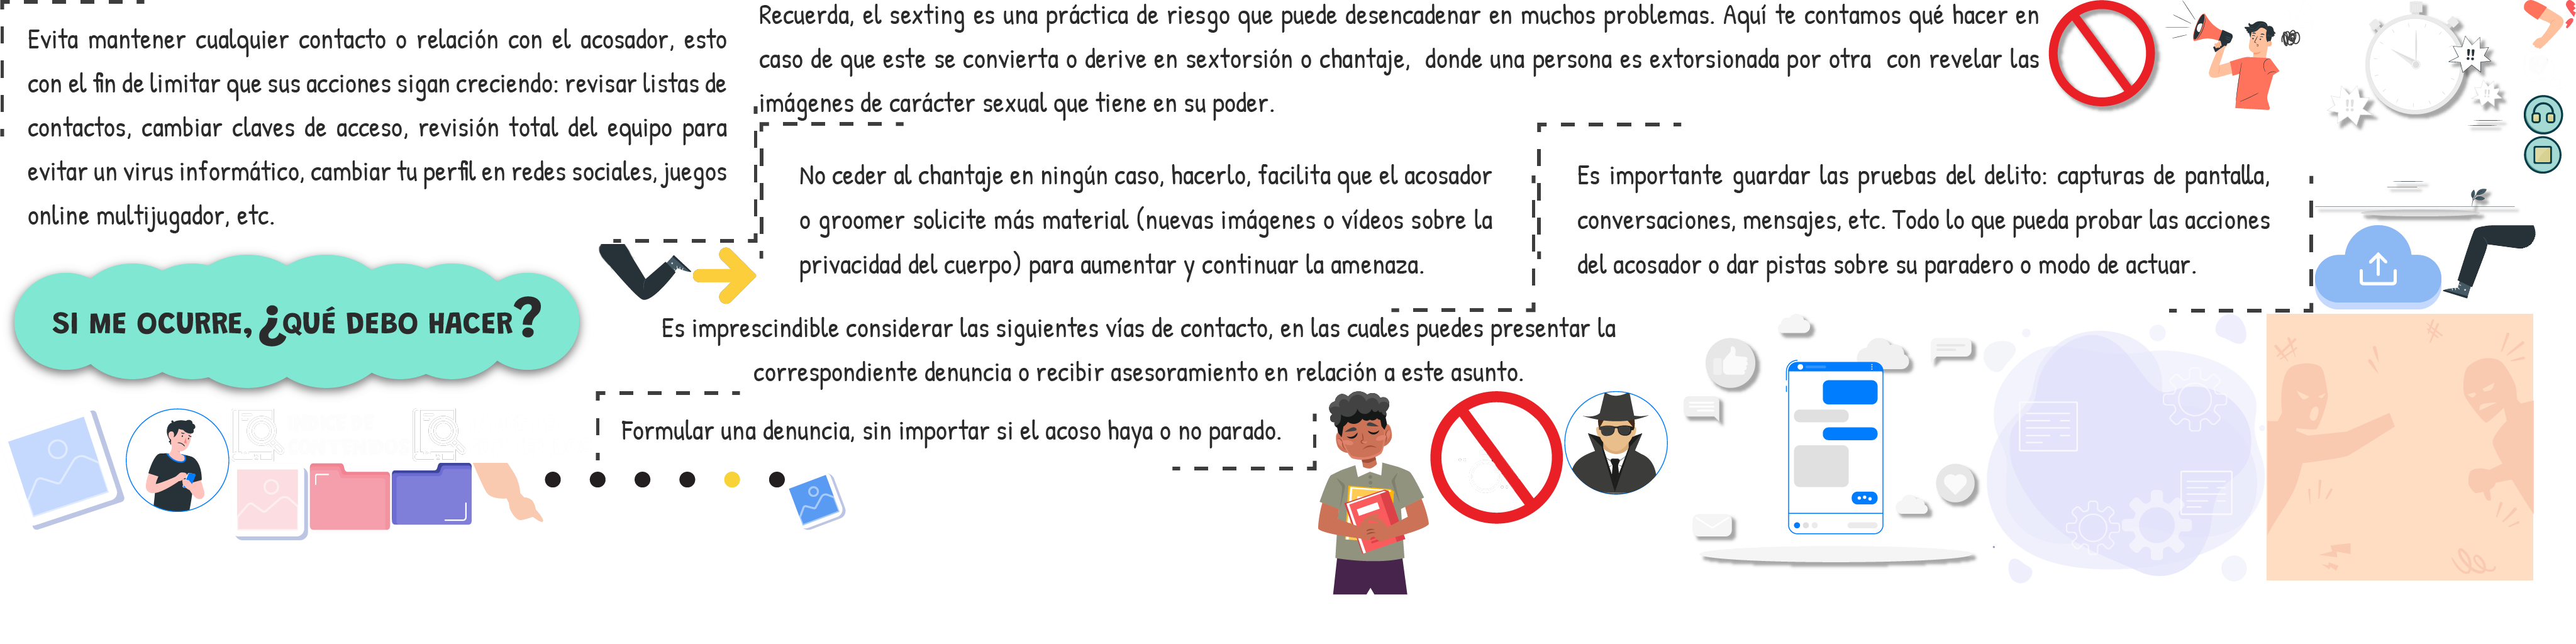 Recuerda, el sexting es una práctica de riesgo que puede desencadenar en muchos problemas. Aquí te contamos qué hacer en
caso de que este se convierta o derive en sextorsión o chantaje, donde una persona es extorsionada por otra con revelar las
imágenes de carácter sexual que tiene en su poder.
Evita mantener cualquier contacto o relación con el acosador, esto
con el fin de limitar que sus acciones sigan creciendo: revisar listas de
contactos, cambiar claves de acceso, revisión total del equipo para
evitar un virus informático, cambiar tu perfil en redes sociales, juegos
online multijugador, etc.
No ceder al chantaje en ningún caso, hacerlo, facilita que el acosador
o groomer solicite más material (nuevas imágenes o vídeos sobre la
privacidad del cuerpo) para aumentar y continuar la amenaza.
Es importante guardar las pruebas del delito: capturas de pantalla,
conversaciones, mensajes, etc. Todo lo que pueda probar las acciones
del acosador o dar pistas sobre su paradero o modo de actuar.
SI ME OCURRE, ¿QUÉ DEBO HACER?
Es imprescindible considerar las siguientes vías de contacto, en las cuales puedes presentar la
correspondiente denuncia o recibir asesoramiento en relación a este asunto.
Formular una denuncia, sin importar si el acoso haya o no parado.
!!
!!
!!